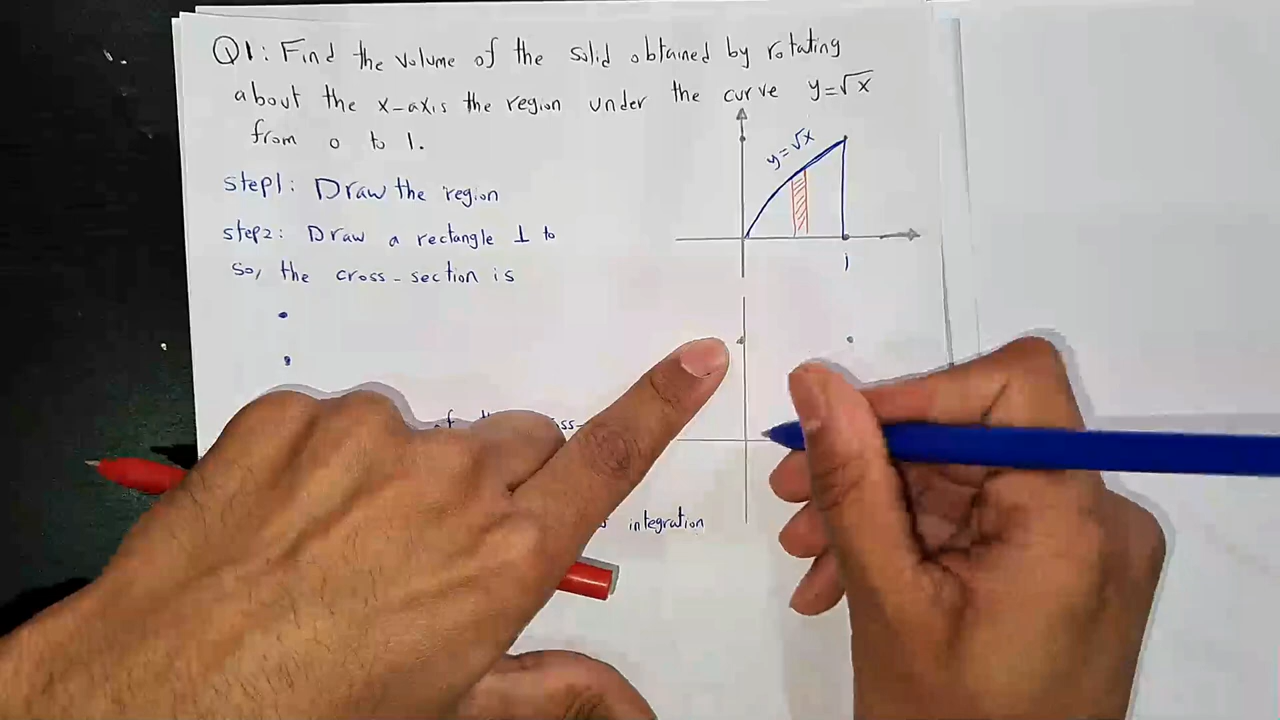 Q1: Find the volume of the solid obtained by rotating
about the x-axis the region under the curve y=√x
from 0 to 1.
y=√x
step1: Draw the region
step2: Draw a rectangle ⊥ to
so, the cross-section is
1
of
integration